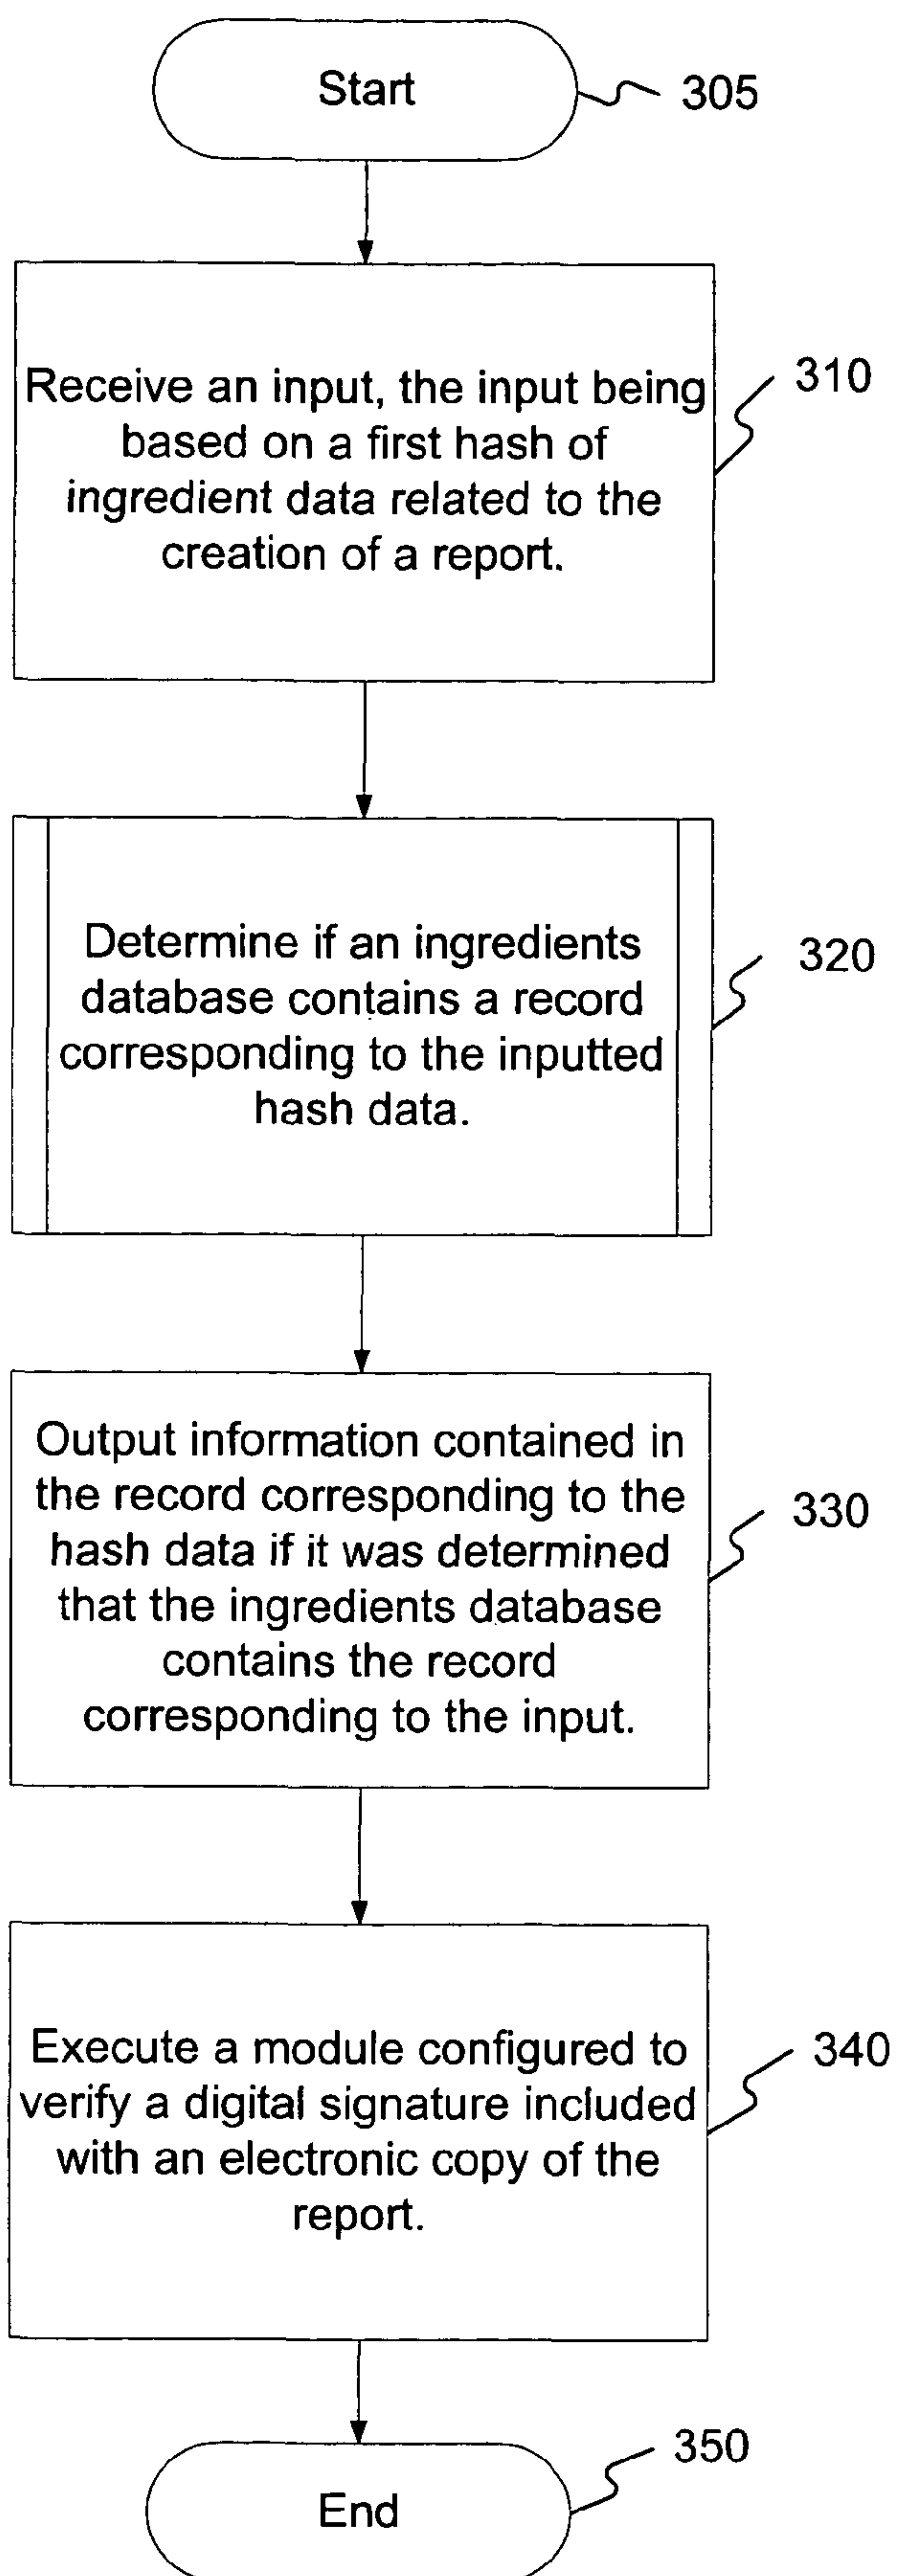 Start
305
Receive an input, the input being
based on a first hash of
ingredient data related to the
creation of a report.
310
Determine if an ingredients
database contains a record
corresponding to the inputted
hash data.
320
Output information contained in
the record corresponding to the
hash data if it was determined
that the ingredients database
contains the record
corresponding to the input.
330
Execute a module configured to
verify a digital signature included
with an electronic copy of the
report.
340
End
350